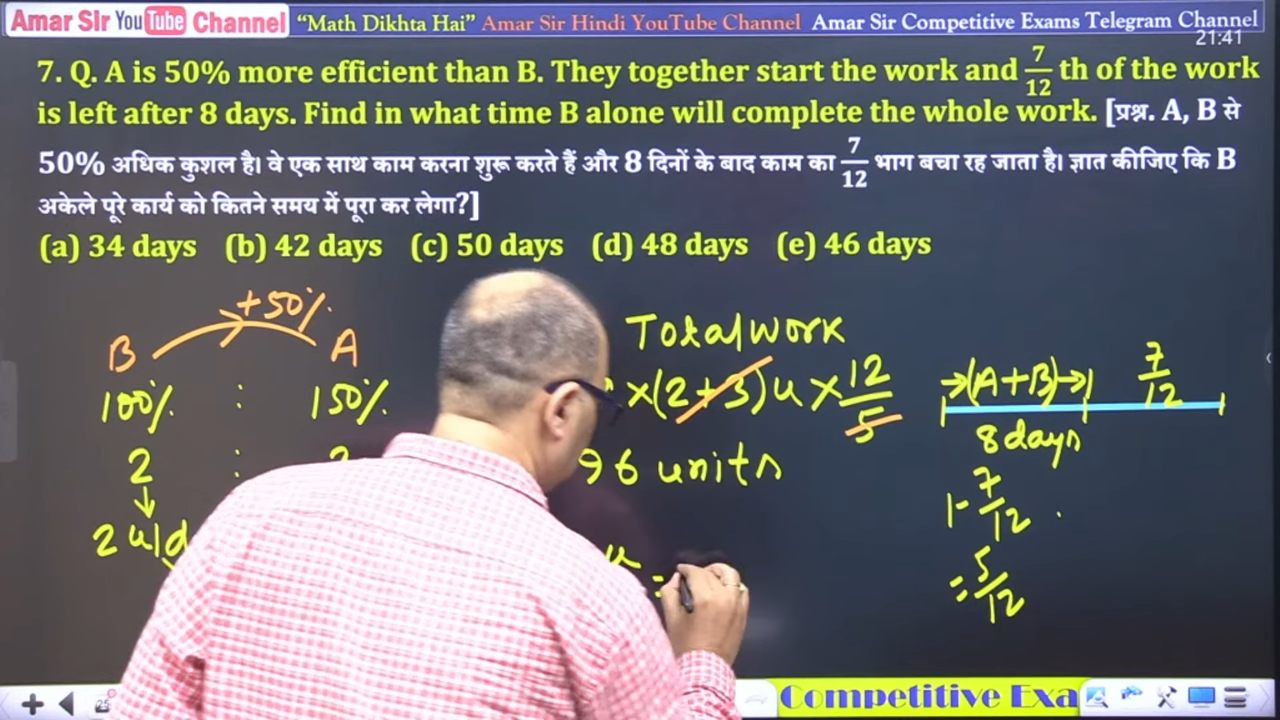 Amar Sir YouTube Channel "Math Dikhta Hai" Amar Sir Hindi YouTube Channel Amar Sir Competitive Exams Telegram Channel
21:41
7. Q. A is 50% more efficient than B. They together start the work and 7/12 th of the work
is left after 8 days. Find in what time B alone will complete the whole work. [प्रश्न. A, B से
50% अधिक कुशल है। वे एक साथ काम करना शुरू करते हैं और 8 दिनों के बाद काम का 7/12 भाग बचा रह जाता है। ज्ञात कीजिए कि B
अकेले पूरे कार्य को कितने समय में पूरा कर लेगा?]
(a) 34 days (b) 42 days (c) 50 days (d) 48 days (e) 46 days
+50%
B A
100% : 150%
2 :
2 u/d
Total work
×(2+3)u×12/5
96 units
u
=
→(A+B)→| 7/12
8 days
1-7/12
=5/12
Competitive Exa